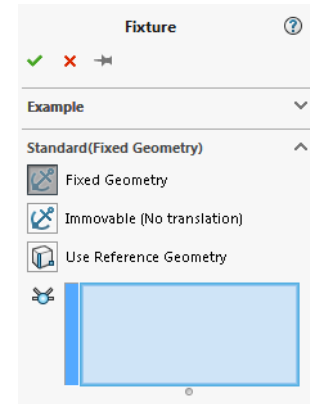 Fixture
Example
Standard(Fixed Geometry)
Fixed Geometry
Immovable (No translation)
Use Reference Geometry